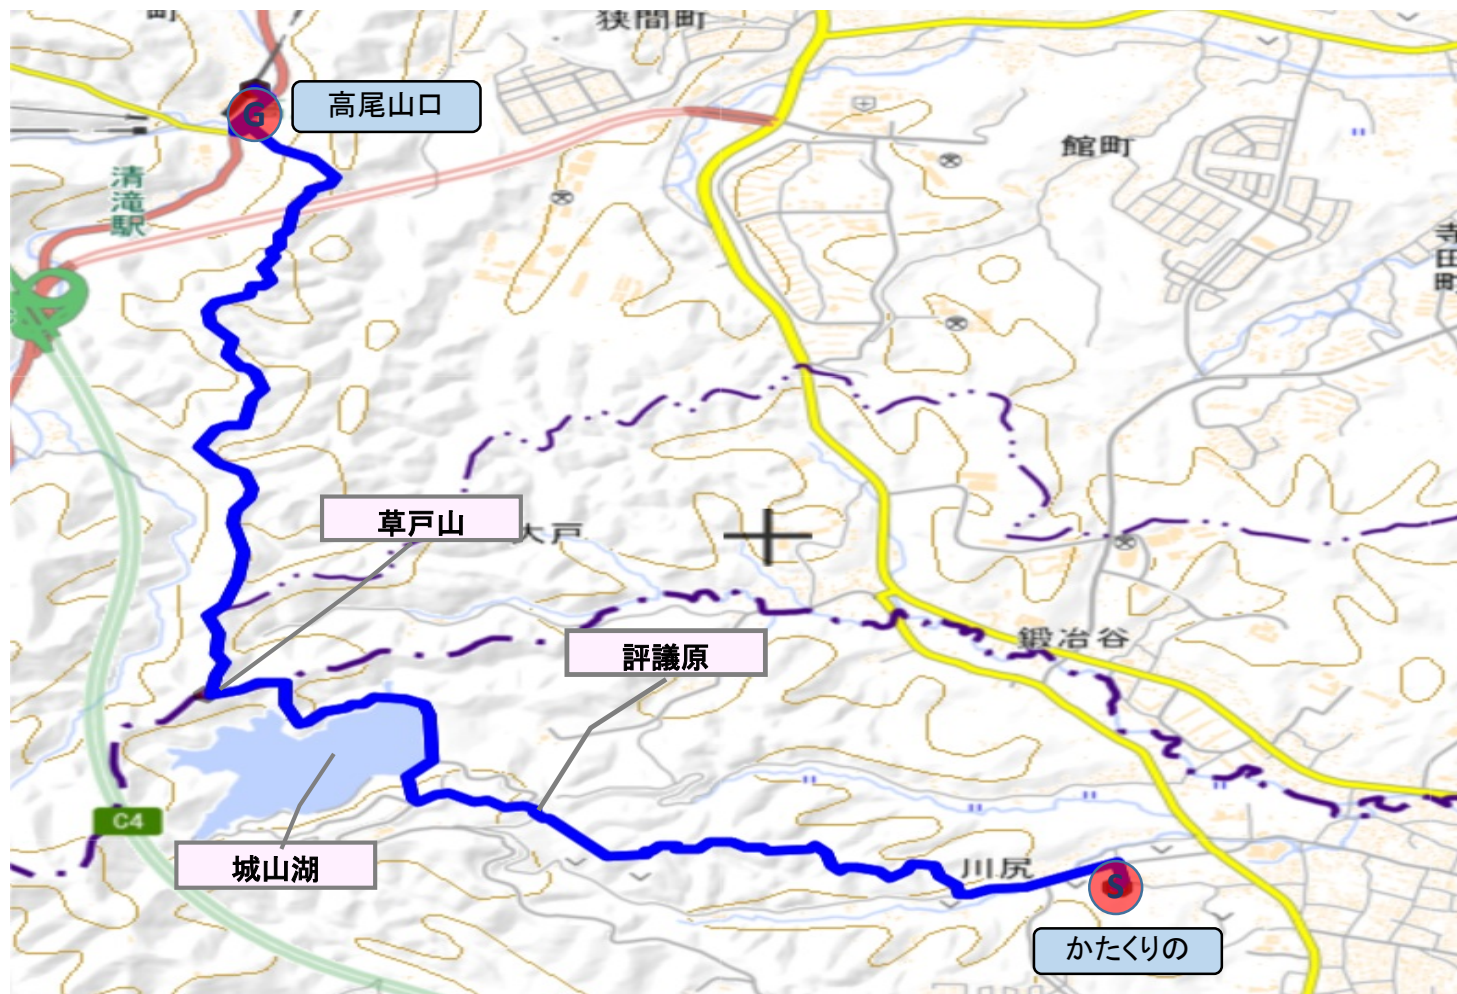 町
狭間町
G
高尾山口
館町
清滝駅
寺田町
草戸山
大戸
評議原
鍛冶谷
C4
城山湖
川尻
S
かたくりの